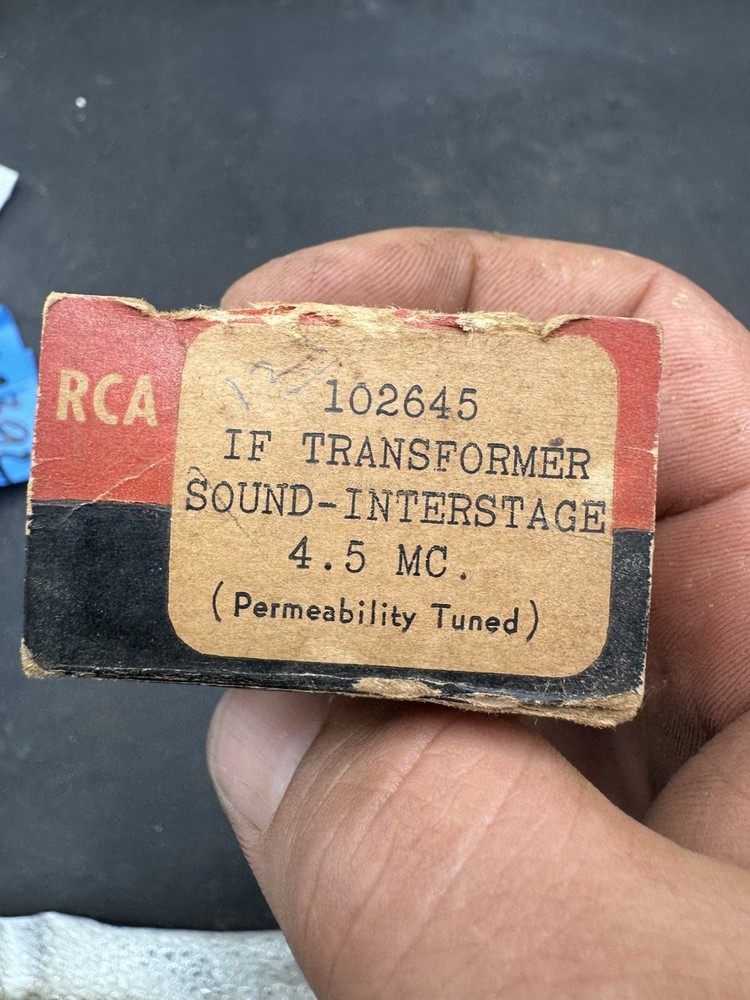 RCA
102645
IF TRANSFORMER
SOUND-INTERSTAGE
4.5 MC.
(Permeability Tuned)